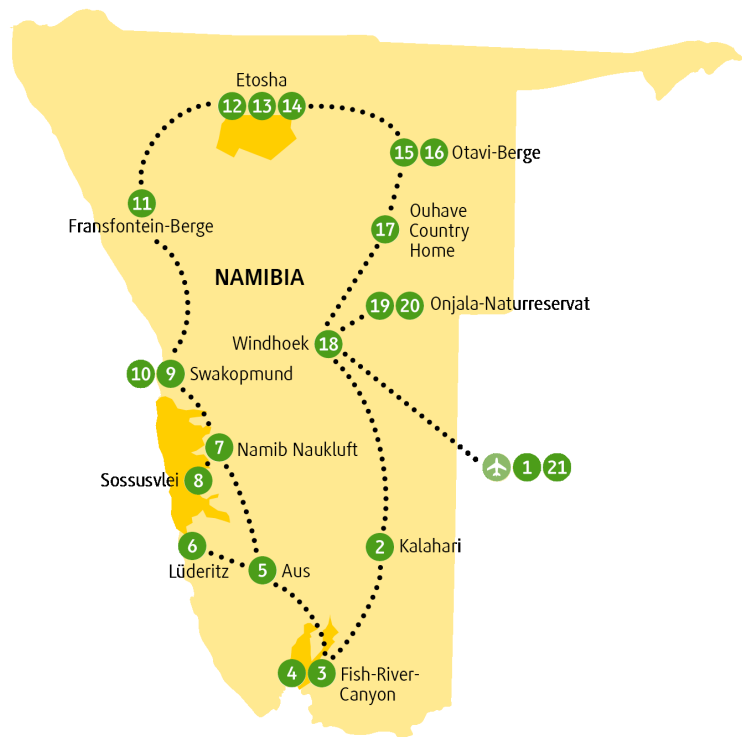 Etosha
12 13 14
15 16 Otavi-Berge
11
Fransfontein-Berge
17
Ouhave
Country
Home
NAMIBIA
19 20 Onjala-Naturreservat
Windhoek 18
10 9 Swakopmund
7 Namib Naukluft
1 21
Sossusvlei 8
6
Lüderitz
2 Kalahari
5 Aus
4 3 Fish-River-
Canyon